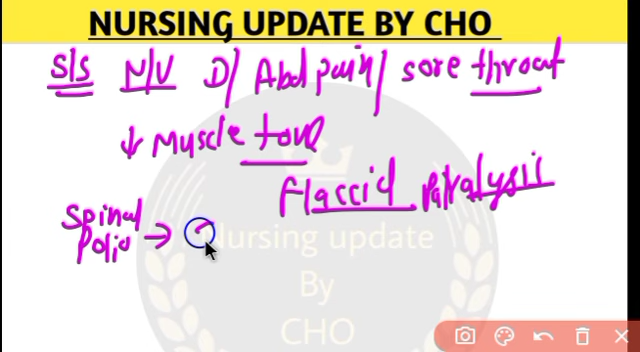 NURSING UPDATE BY CHO
S/S N/V D/ Abd pain/ sore throat
↓ Muscle tone
Flaccid paralysis
Spinal
Polio →
Nursing update
By
CHO